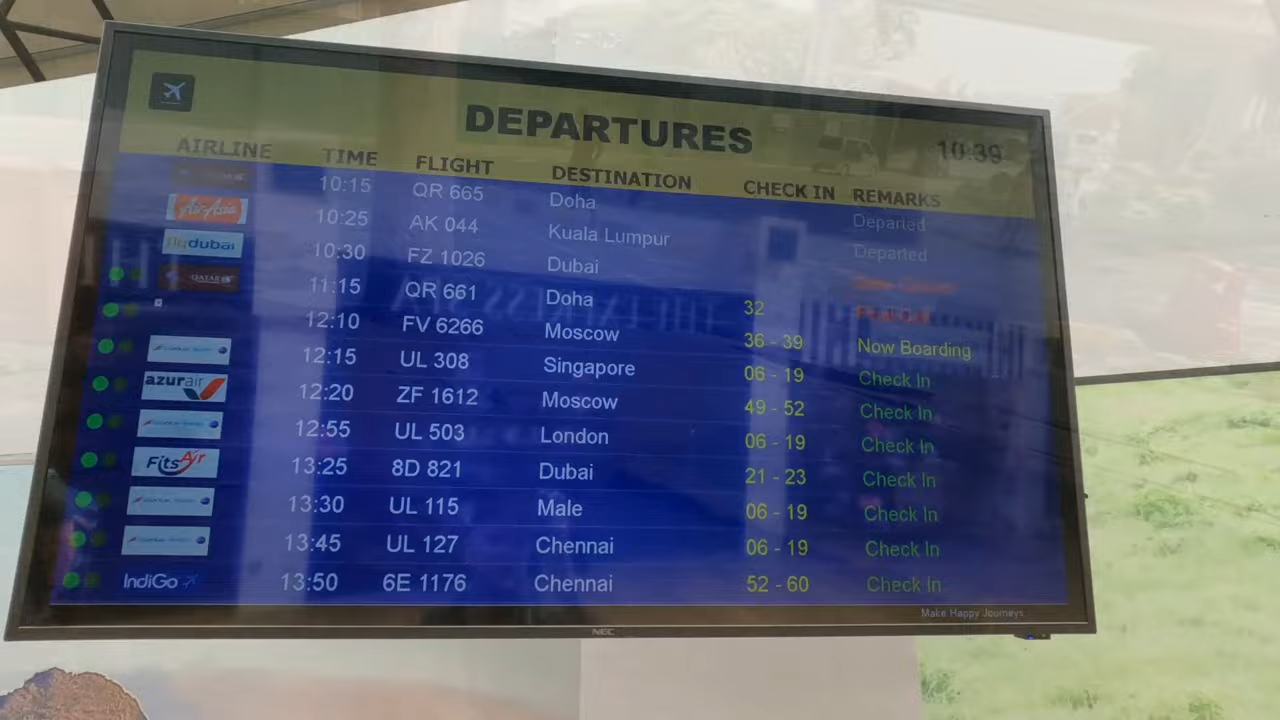 DEPARTURES
10:39
AIRLINE TIME FLIGHT DESTINATION CHECK IN REMARKS
10:15 QR 665 Doha Departed
AirAsia 10:25 AK 044 Kuala Lumpur Departed
flydubai 10:30 FZ 1026 Dubai
QATAR 11:15 QR 661 Doha 32 Final Call
12:10 FV 6266 Moscow 36 - 39 Now Boarding
12:15 UL 308 Singapore 06 - 19 Check In
azurair 12:20 ZF 1612 Moscow 49 - 52 Check In
12:55 UL 503 London 06 - 19 Check In
FitsAir 13:25 8D 821 Dubai 21 - 23 Check In
13:30 UL 115 Male 06 - 19 Check In
13:45 UL 127 Chennai 06 - 19 Check In
IndiGo 13:50 6E 1176 Chennai 52 - 60 Check In
Make Happy Journeys
NEC